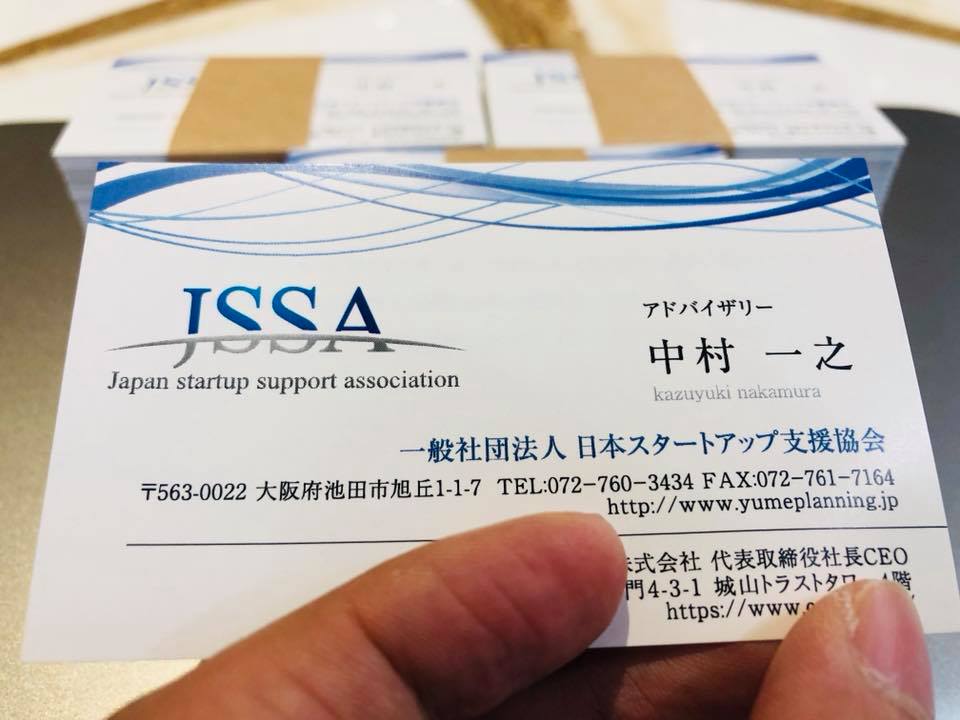 JSSA
Japan startup support association
アドバイザリー
中村 一之
kazuyuki nakamura
一般社団法人 日本スタートアップ支援協会
〒563-0022 大阪府池田市旭丘1-1-7 TEL:072-760-3434 FAX:072-761-7164
http://www.yumeplanning.jp
株式会社 代表取締役社長CEO
門4-3-1 城山トラストタワー4階
https://www.